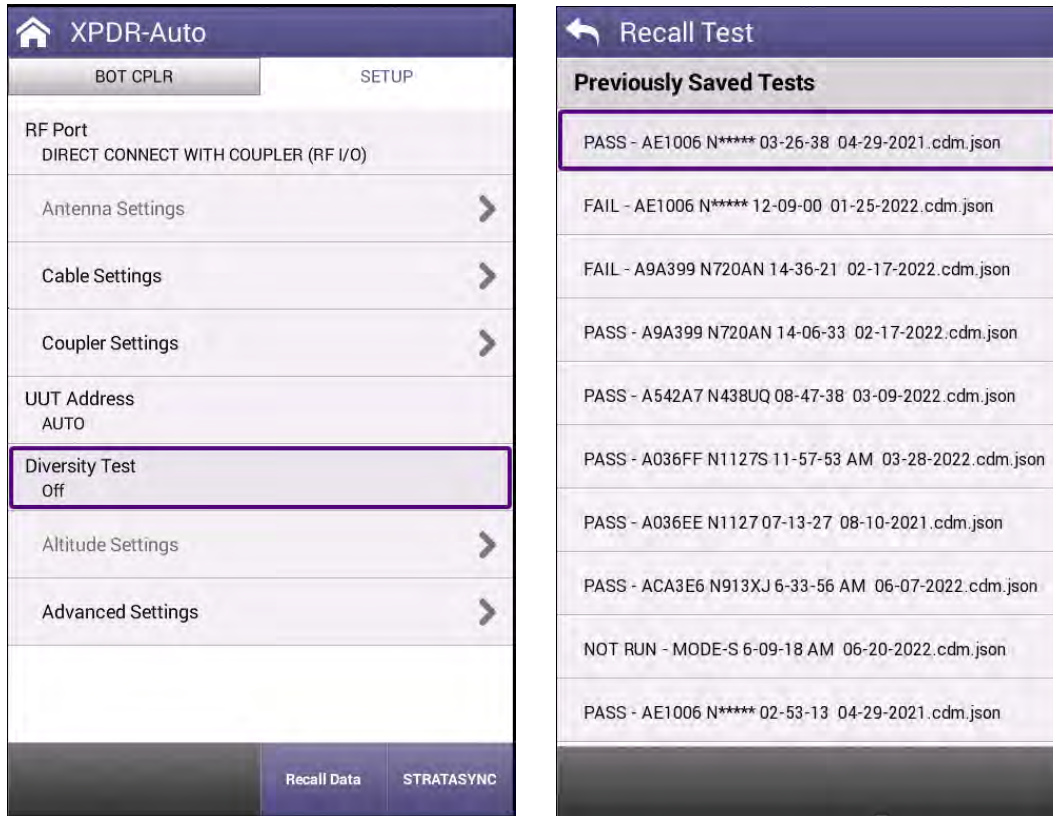 XPDR-Auto
BOT CPLR SETUP
RF Port
DIRECT CONNECT WITH COUPLER (RF I/O)
Antenna Settings
Cable Settings
Coupler Settings
UUT Address
AUTO
Diversity Test
Off
Altitude Settings
Advanced Settings
Recall Data STRATASYNC
Recall Test
Previously Saved Tests
PASS - AE1006 N***** 03-26-38 04-29-2021.cdm.json
FAIL - AE1006 N***** 12-09-00 01-25-2022.cdm.json
FAIL - A9A399 N720AN 14-36-21 02-17-2022.cdm.json
PASS - A9A399 N720AN 14-06-33 02-17-2022.cdm.json
PASS - A542A7 N438UQ 08-47-38 03-09-2022.cdm.json
PASS - A036FF N1127S 11-57-53 AM 03-28-2022.cdm.json
PASS - A036EE N1127 07-13-27 08-10-2021.cdm.json
PASS - ACA3E6 N913XJ 6-33-56 AM 06-07-2022.cdm.json
NOT RUN - MODE-S 6-09-18 AM 06-20-2022.cdm.json
PASS - AE1006 N***** 02-53-13 04-29-2021.cdm.json